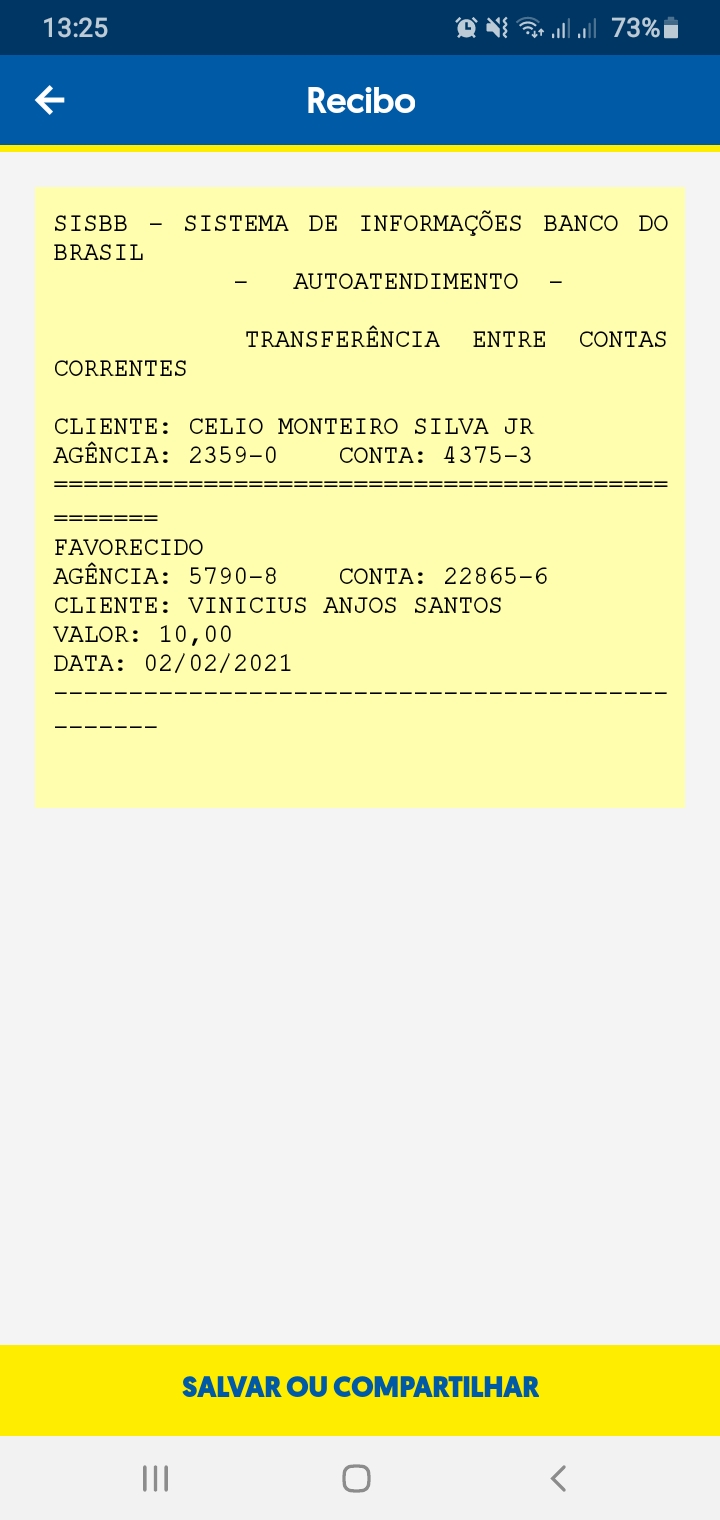 13:25
73%
Recibo
SISBB - SISTEMA DE INFORMAÇÕES BANCO DO
BRASIL
- AUTOATENDIMENTO -
TRANSFERÊNCIA ENTRE CONTAS
CORRENTES
CLIENTE: CELIO MONTEIRO SILVA JR
AGÊNCIA: 2359-0 CONTA: 4375-3
=========================================
=======
FAVORECIDO
AGÊNCIA: 5790-8 CONTA: 22865-6
CLIENTE: VINICIUS ANJOS SANTOS
VALOR: 10,00
DATA: 02/02/2021
-----------------------------------------
-------
SALVAR OU COMPARTILHAR